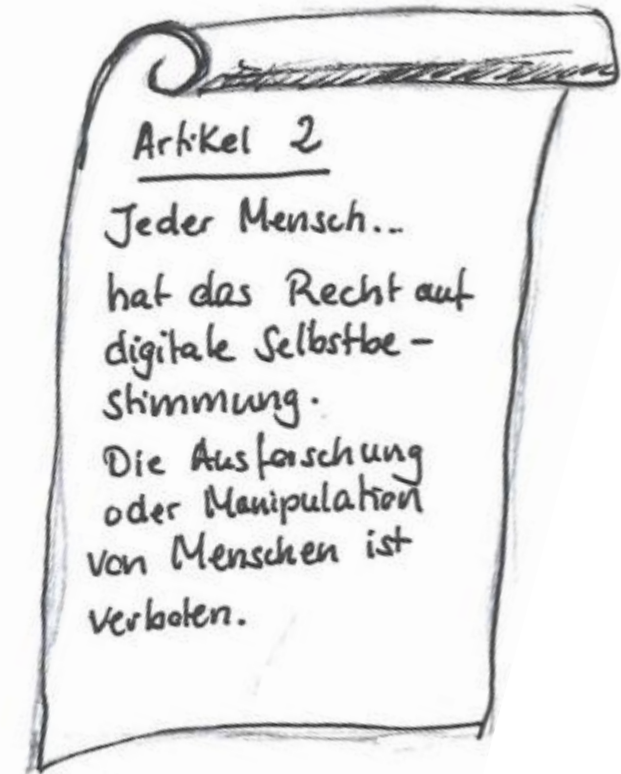 Artikel 2
Jeder Mensch...
hat das Recht auf
digitale Selbstbe-
stimmung.
Die Ausforschung
oder Manipulation
von Menschen ist
verboten.